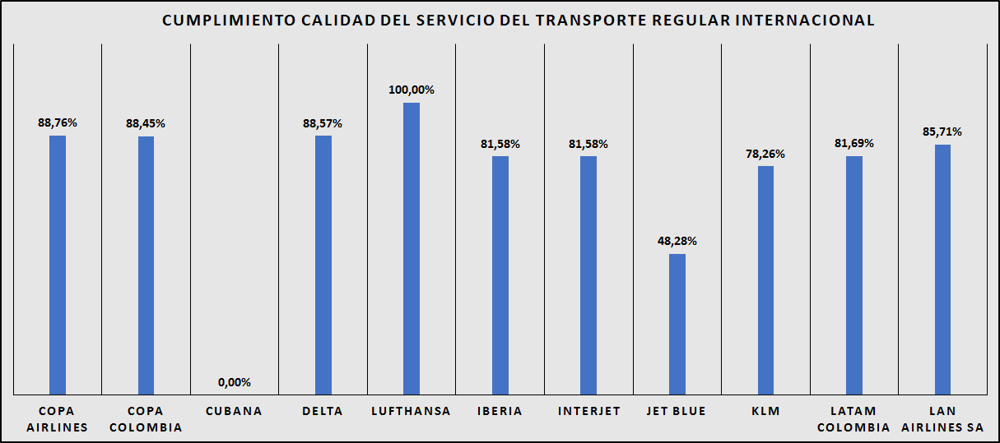 CUMPLIMIENTO CALIDAD DEL SERVICIO DEL TRANSPORTE REGULAR INTERNACIONAL
88,76%
88,45%
0,00%
88,57%
100,00%
81,58%
81,58%
48,28%
78,26%
81,69%
85,71%
COPA
AIRLINES
COPA
COLOMBIA
CUBANA
DELTA
LUFTHANSA
IBERIA
INTERJET
JET BLUE
KLM
LATAM
COLOMBIA
LAN
AIRLINES SA